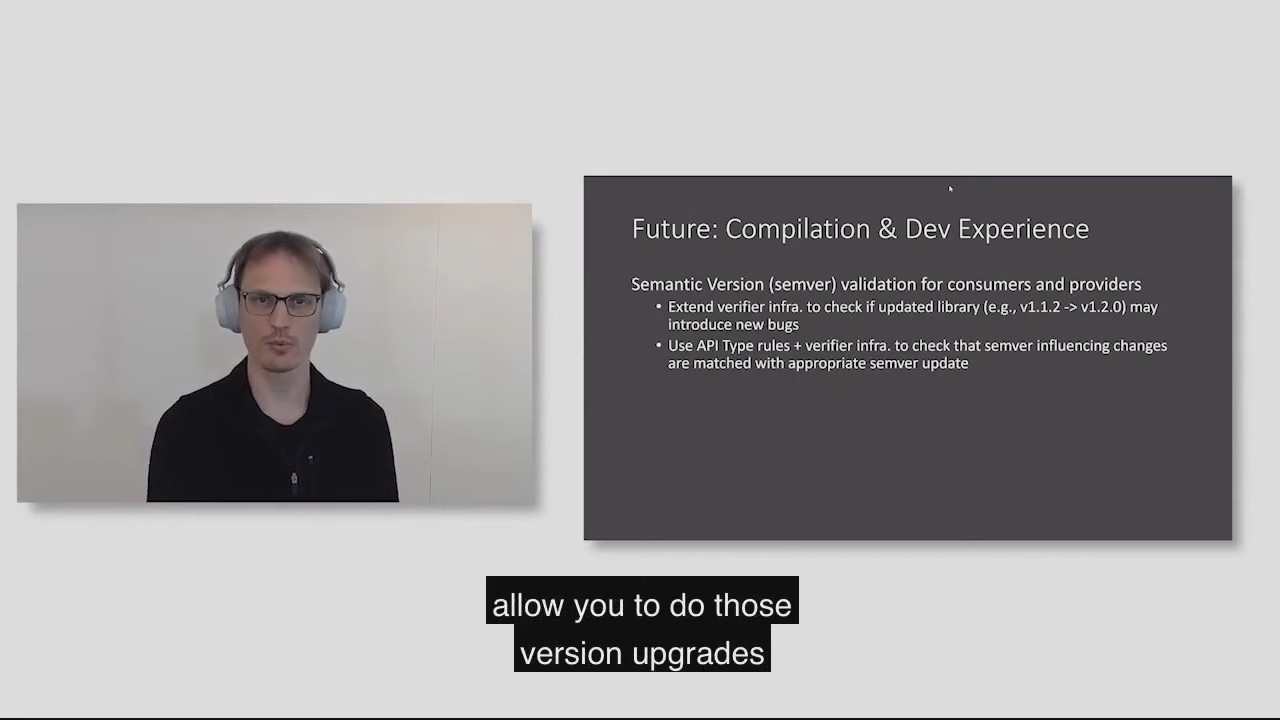 Future: Compilation & Dev Experience
Semantic Version (semver) validation for consumers and providers
• Extend verifier infra. to check if updated library (e.g., v1.1.2 -> v1.2.0) may
introduce new bugs
• Use API Type rules + verifier infra. to check that semver influencing changes
are matched with appropriate semver update
allow you to do those
version upgrades